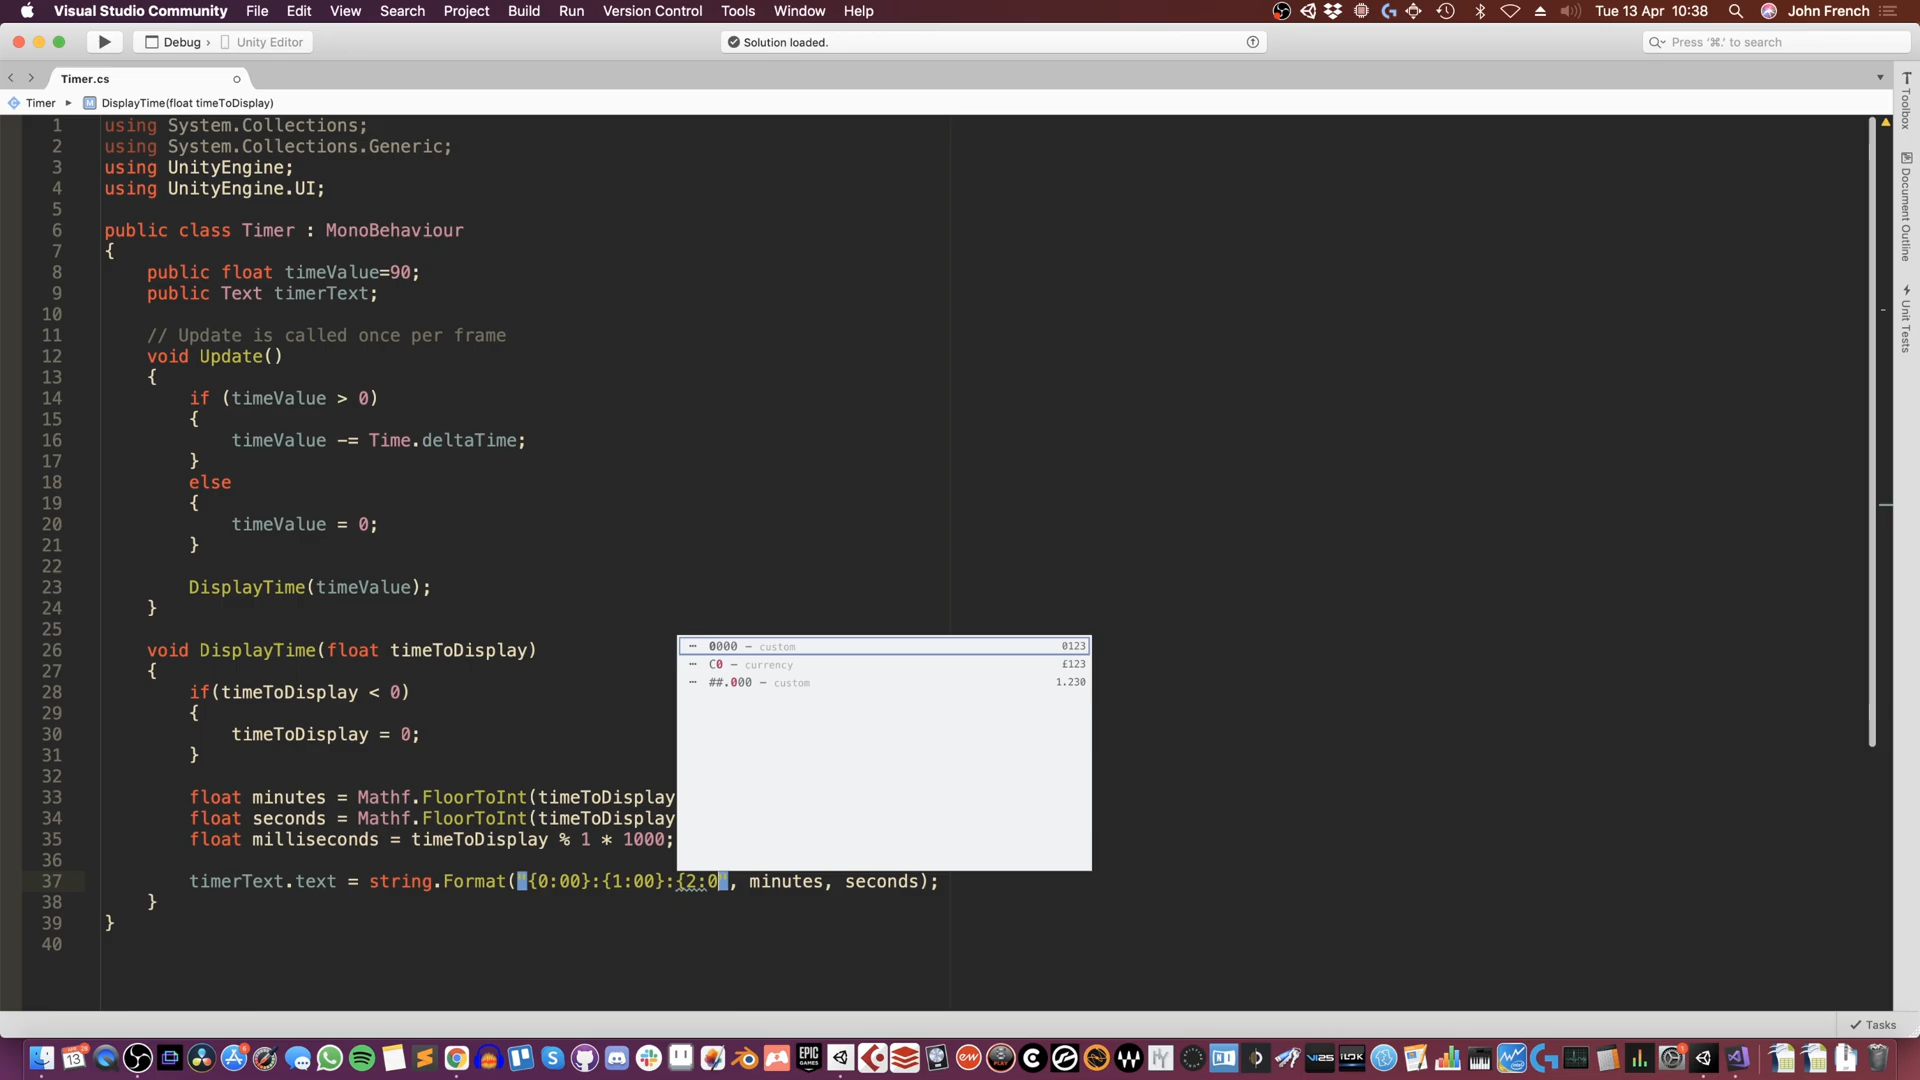 Visual Studio Community File Edit View Search Project Build Run Version Control Tools Window Help Tue 13 Apr 10:38 John French
Debug › Unity Editor Solution loaded. Press ‘⌘.’ to search
Timer.cs
Timer ▸ M DisplayTime(float timeToDisplay)
1 using System.Collections;
2 using System.Collections.Generic;
3 using UnityEngine;
4 using UnityEngine.UI;
5
6 public class Timer : MonoBehaviour
7 {
8 public float timeValue=90;
9 public Text timerText;
10
11 // Update is called once per frame
12 void Update()
13 {
14 if (timeValue > 0)
15 {
16 timeValue -= Time.deltaTime;
17 }
18 else
19 {
20 timeValue = 0;
21 }
22
23 DisplayTime(timeValue);
24 }
25
26 void DisplayTime(float timeToDisplay)
27 {
28 if(timeToDisplay < 0)
29 {
30 timeToDisplay = 0;
31 }
32
33 float minutes = Mathf.FloorToInt(timeToDisplay
34 float seconds = Mathf.FloorToInt(timeToDisplay
35 float milliseconds = timeToDisplay % 1 * 1000;
36
37 timerText.text = string.Format("{0:00}:{1:00}:{2:0", minutes, seconds);
38 }
39 }
40
0000 – custom 0123
C0 – currency £123
##.000 – custom 1.230
Toolbox
Document Outline
Unit Tests
Tasks